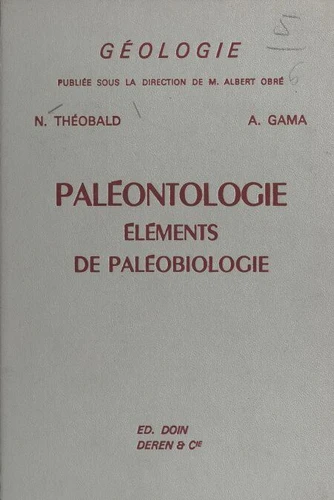 GÉOLOGIE
PUBLIÉE SOUS LA DIRECTION DE M. ALBERT OBRÉ
N. THÉOBALD A. GAMA
PALÉONTOLOGIE
ÉLÉMENTS
DE PALÉOBIOLOGIE
ED. DOIN
DEREN & CIE